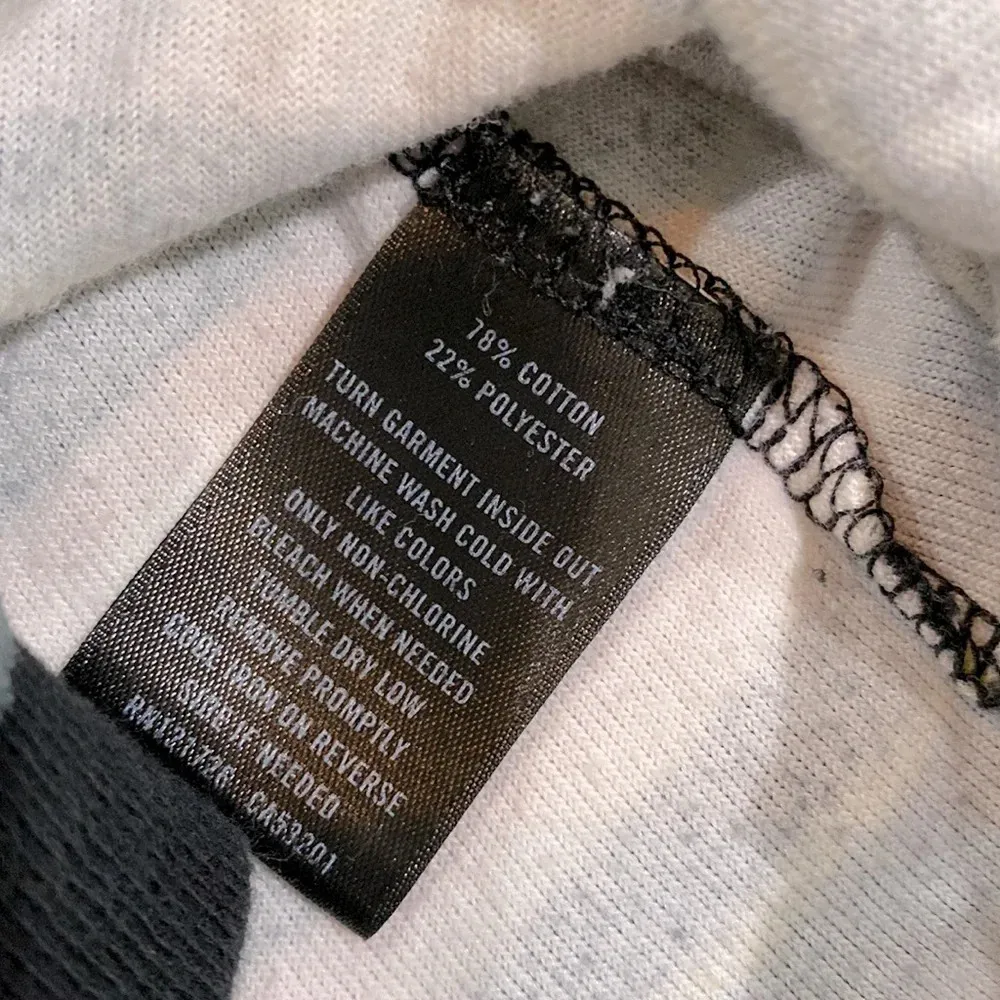 78% COTTON
22% POLYESTER
TURN GARMENT INSIDE OUT
MACHINE WASH COLD WITH
LIKE COLORS
ONLY NON-CHLORINE
BLEACH WHEN NEEDED
TUMBLE DRY LOW
REMOVE PROMPTLY
COOL IRON ON REVERSE
SIDE IF NEEDED
CA53201